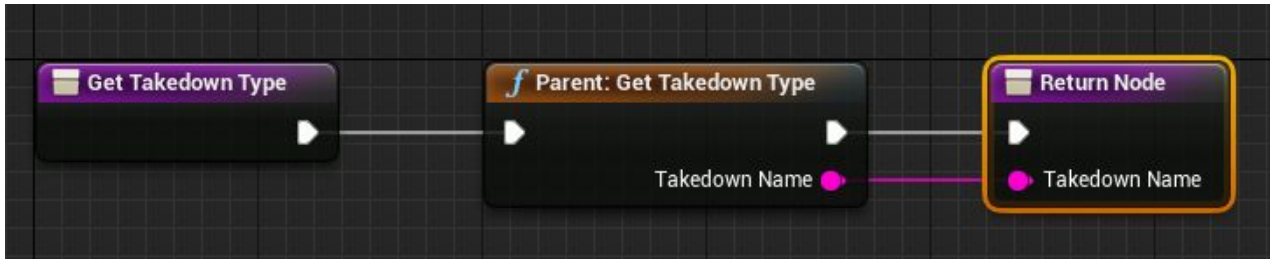 Get Takedown Type
f Parent: Get Takedown Type
Takedown Name
Return Node
Takedown Name